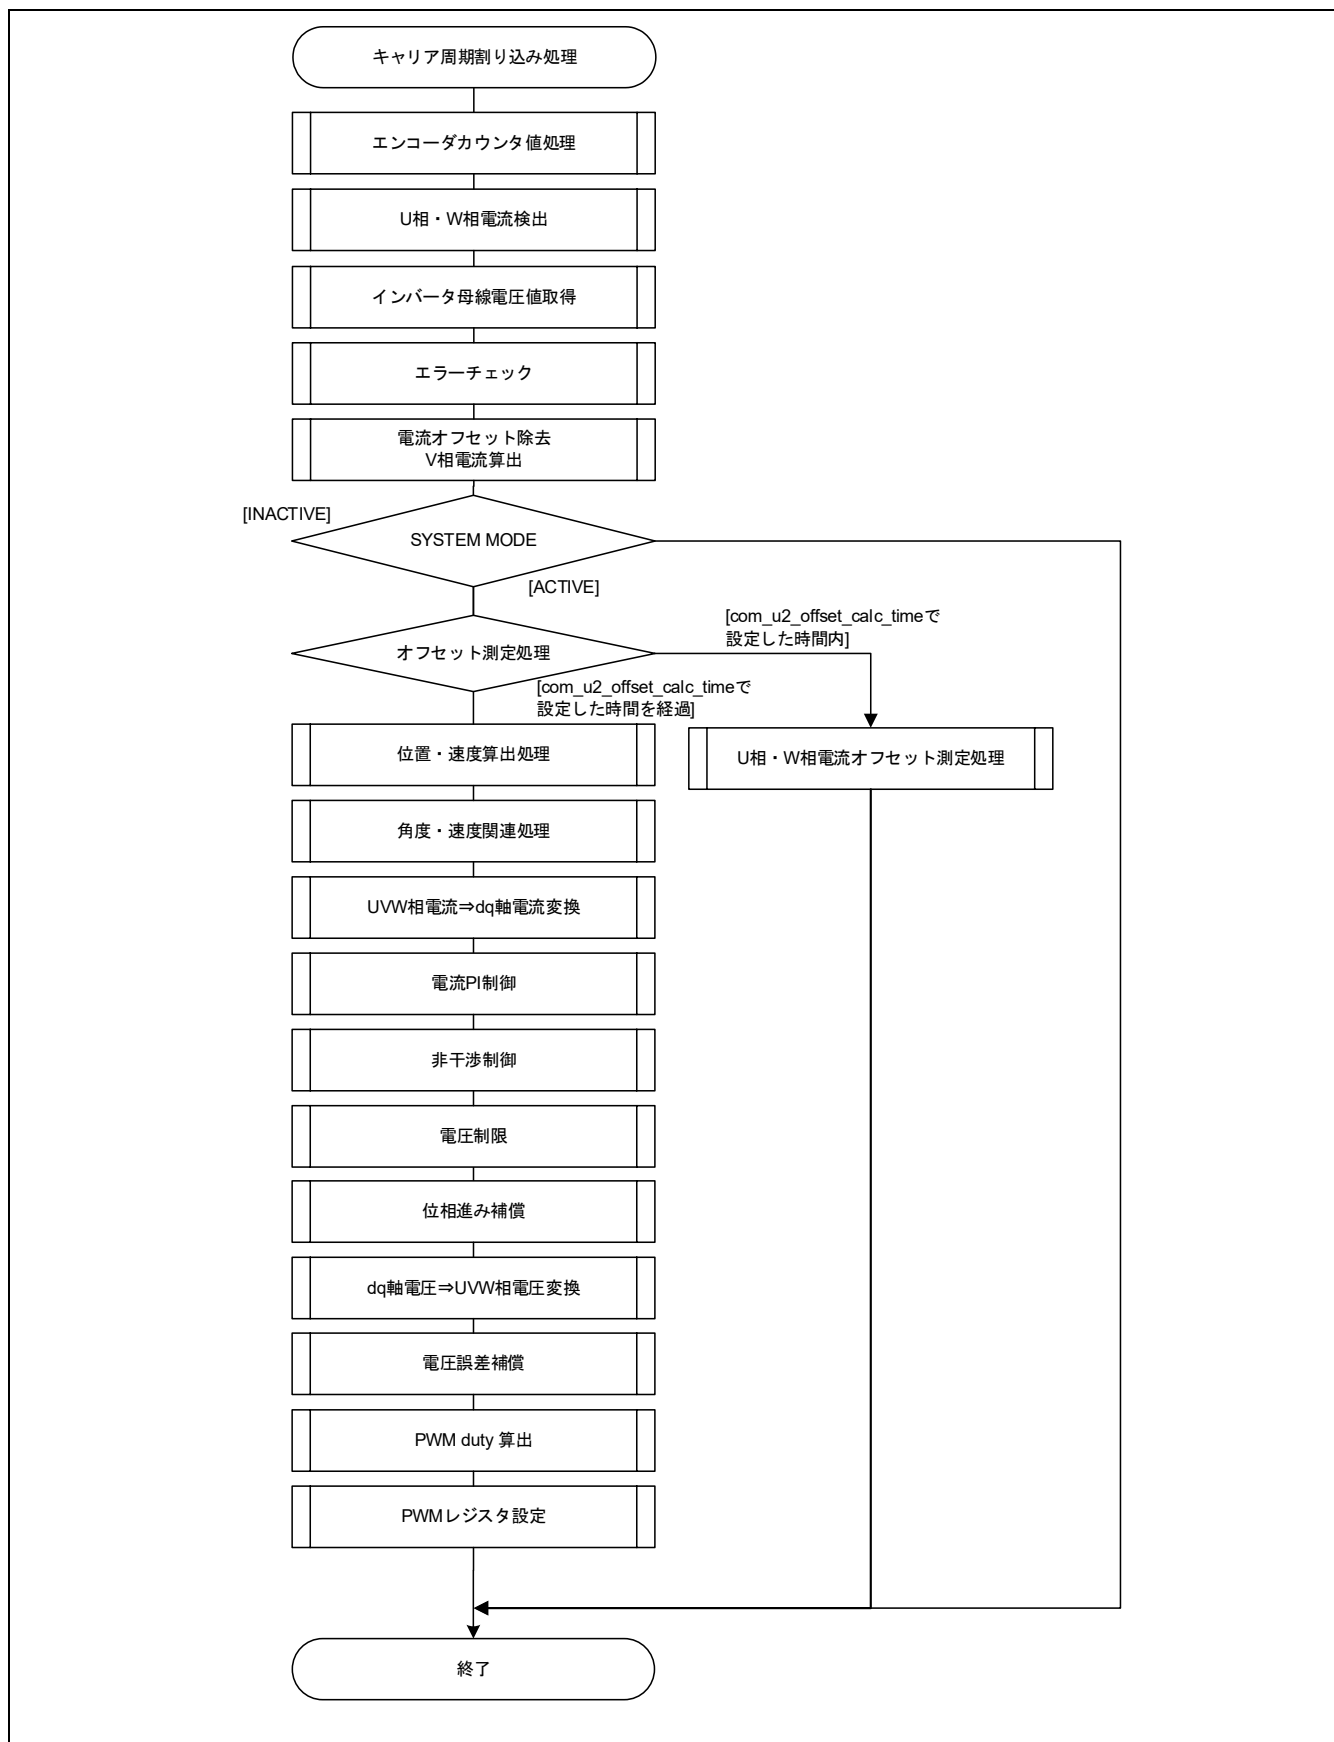 キャリア周期割り込み処理
エンコーダカウンタ値処理
U相・W相電流検出
インバータ母線電圧値取得
エラーチェック
電流オフセット除去
V相電流算出
[INACTIVE]
SYSTEM MODE
[ACTIVE]
[com_u2_offset_calc_timeで
設定した時間内]
オフセット測定処理
[com_u2_offset_calc_timeで
設定した時間を経過]
位置・速度算出処理
U相・W相電流オフセット測定処理
角度・速度関連処理
UVW相電流⇒dq軸電流変換
電流PI制御
非干渉制御
電圧制限
位相進み補償
dq軸電圧⇒UVW相電圧変換
電圧誤差補償
PWM duty 算出
PWMレジスタ設定
終了